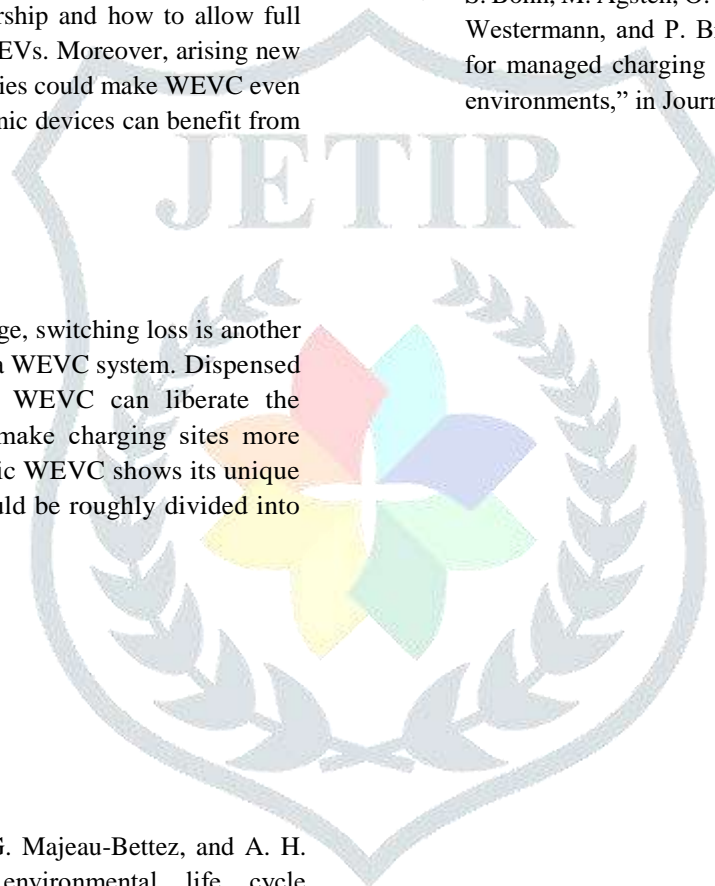 rship and how to allow full
EVs. Moreover, arising new
ies could make WEVC even
nic devices can benefit from
Westermann, and P. B
for managed charging
environments,” in Journ
JETIR
ge, switching loss is another
a WEVC system. Dispensed
WEVC can liberate the
make charging sites more
ic WEVC shows its unique
uld be roughly divided into
G. Majeau-Bettez, and A. H.
environmental life cycle